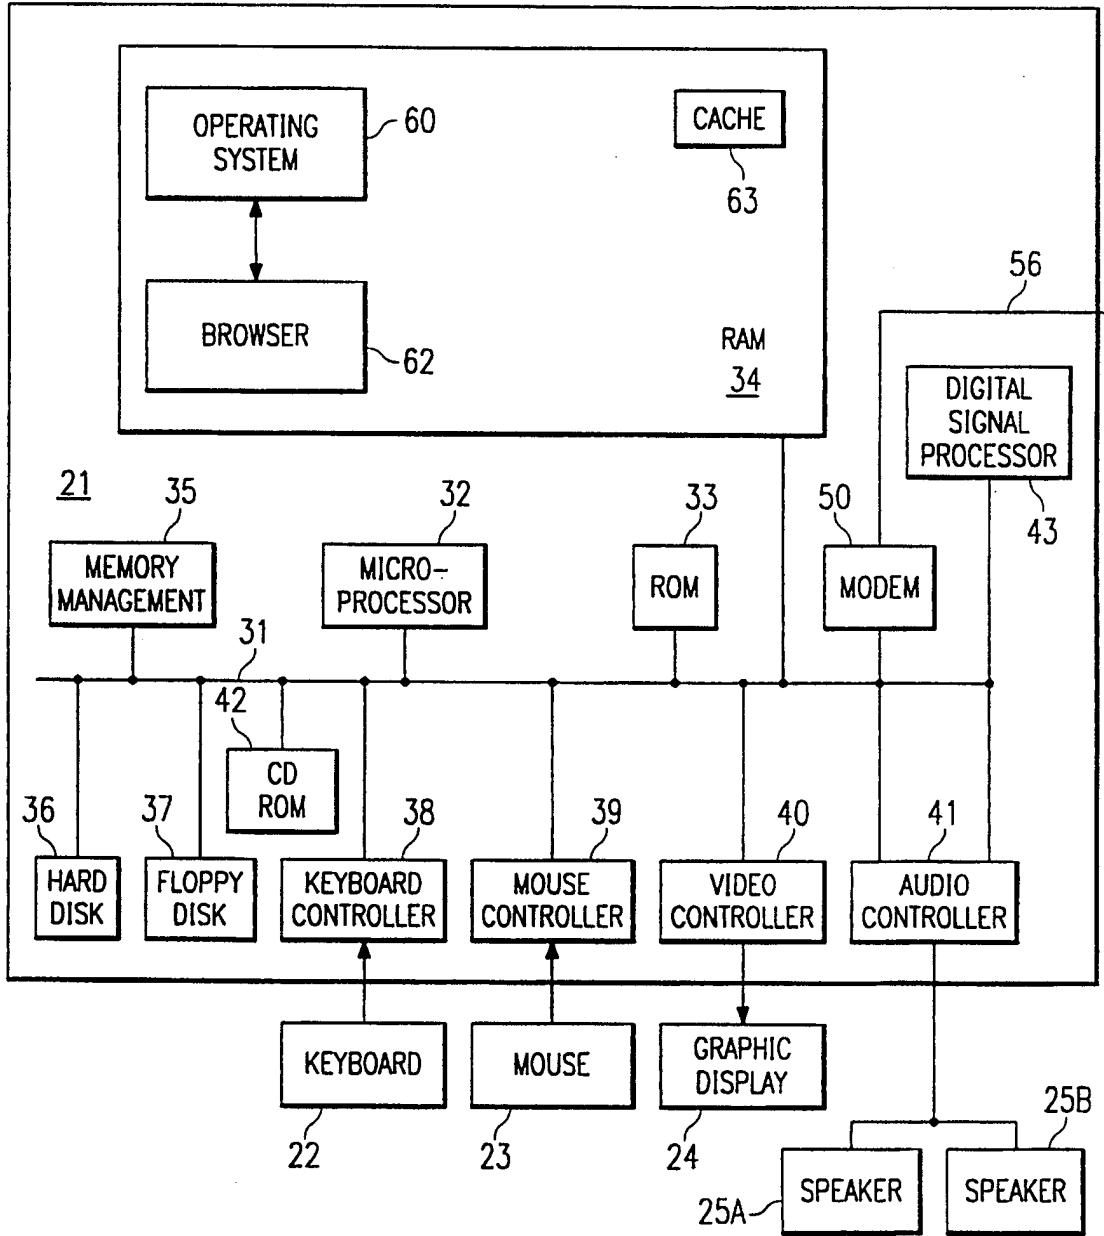 OPERATING
SYSTEM
60
CACHE
63
56
BROWSER
62
RAM
34
DIGITAL
SIGNAL
PROCESSOR
43
21
35
32
33
50
MEMORY
MANAGEMENT
MICRO-
PROCESSOR
ROM
MODEM
31
42
CD
ROM
36
37
38
39
40
41
HARD
DISK
FLOPPY
DISK
KEYBOARD
CONTROLLER
MOUSE
CONTROLLER
VIDEO
CONTROLLER
AUDIO
CONTROLLER
KEYBOARD
22
MOUSE
23
GRAPHIC
DISPLAY
24
25B
SPEAKER
25A
SPEAKER